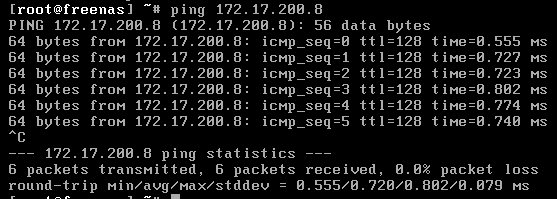 [root@freenas] ~# ping 172.17.200.8
PING 172.17.200.8 (172.17.200.8): 56 data bytes
64 bytes from 172.17.200.8: icmp_seq=0 ttl=128 time=0.555 ms
64 bytes from 172.17.200.8: icmp_seq=1 ttl=128 time=0.727 ms
64 bytes from 172.17.200.8: icmp_seq=2 ttl=128 time=0.723 ms
64 bytes from 172.17.200.8: icmp_seq=3 ttl=128 time=0.802 ms
64 bytes from 172.17.200.8: icmp_seq=4 ttl=128 time=0.774 ms
64 bytes from 172.17.200.8: icmp_seq=5 ttl=128 time=0.740 ms
^C
--- 172.17.200.8 ping statistics ---
6 packets transmitted, 6 packets received, 0.0% packet loss
round-trip min/avg/max/stddev = 0.555/0.720/0.802/0.079 ms
[root@freenas] ~#